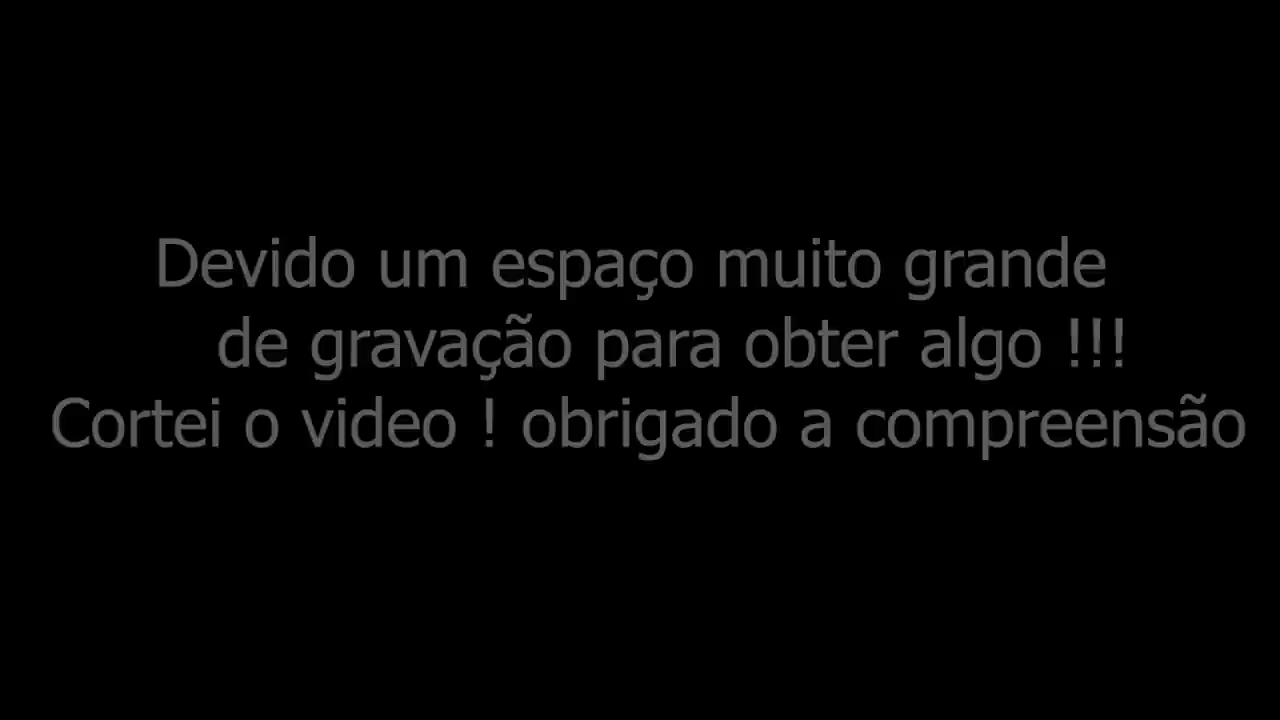 Devido um espaço muito grande
de gravação para obter algo !!!
Cortei o video ! obrigado a compreensão